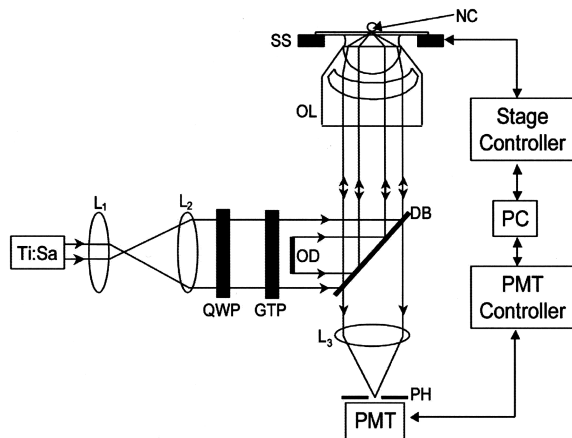 NC
SS
OL
Stage
Controller
DB
L1
L2
PC
Ti:Sa
OD
PMT
Controller
QWP
GTP
L3
PH
PMT